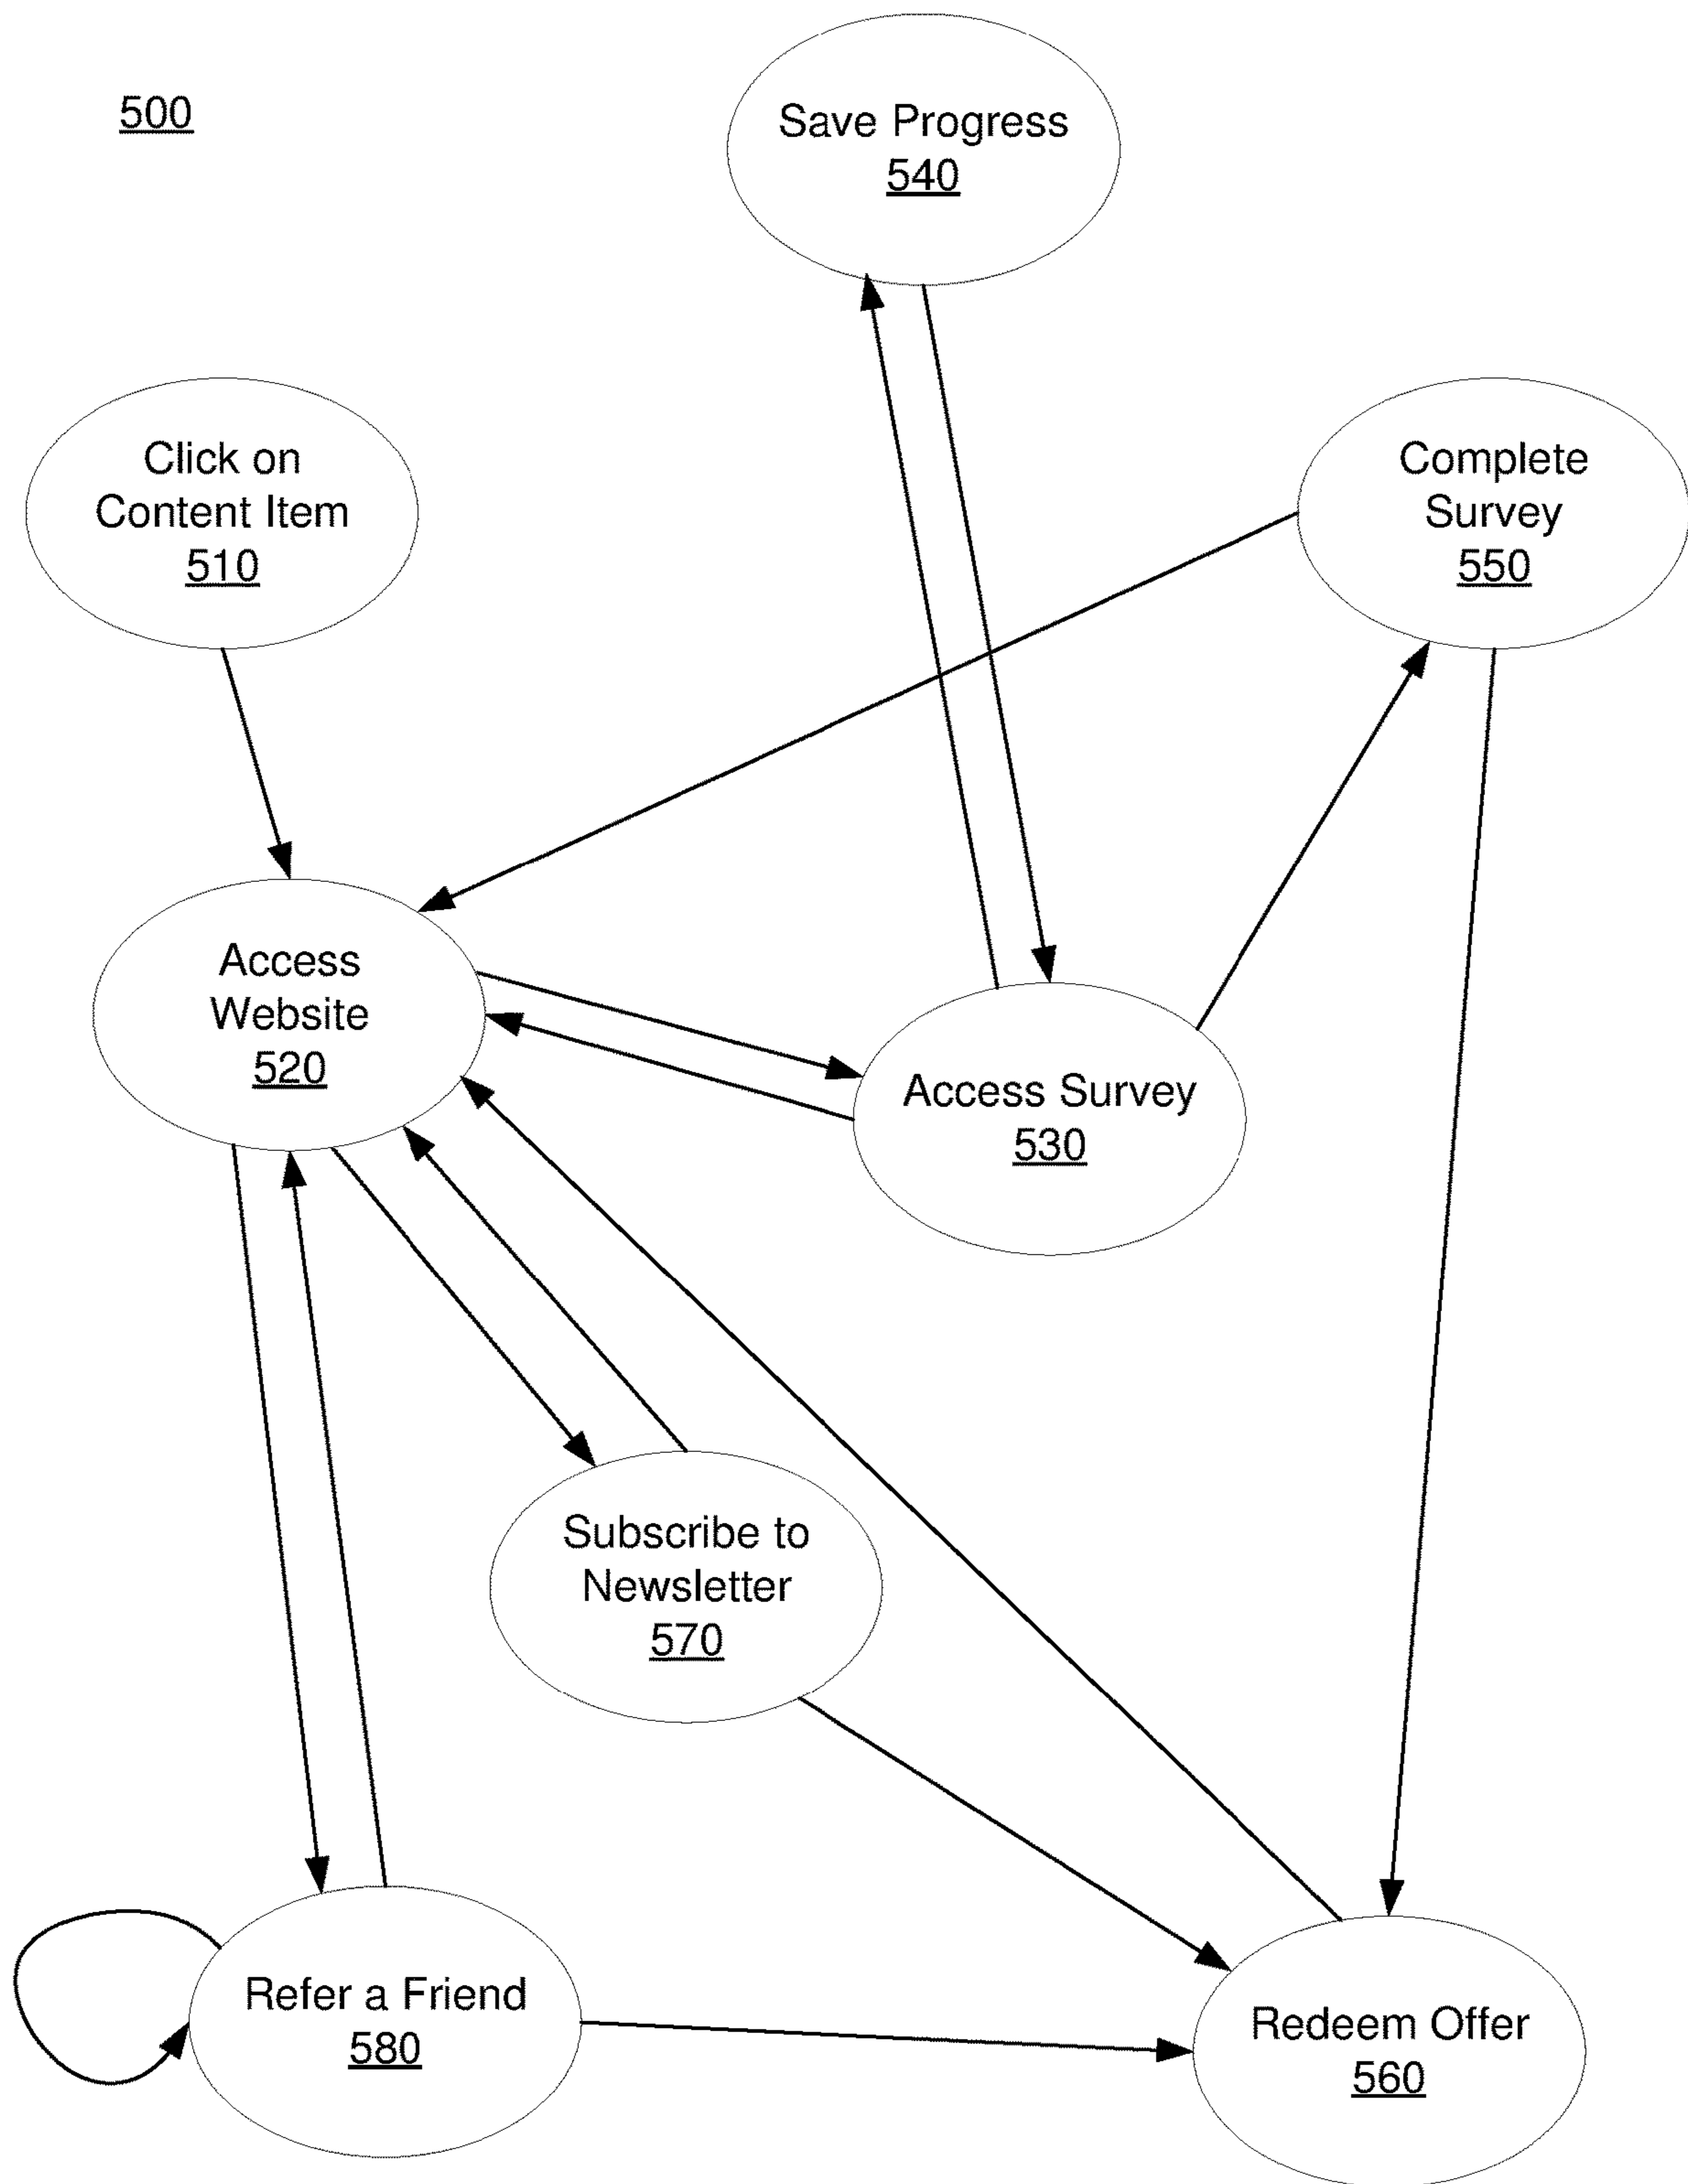 500
Save Progress
540
Click on
Content Item
510
Complete
Survey
550
Access
Website
520
Access Survey
530
Subscribe to
Newsletter
570
Refer a Friend
580
Redeem Offer
560